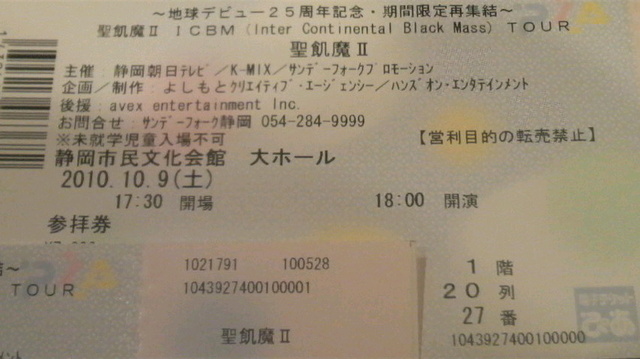 ～地球デビュー25周年記念・期間限定再集結～
聖飢魔Ⅱ ICBM (Inter Continental Black Mass) TOUR
聖飢魔Ⅱ
主催：静岡朝日テレビ／K-MIX／サンデーフォークプロモーション
企画／制作：よしもとクリエイティブ・エージェンシー／ハンズオン・エンタテインメント
後援：avex entertainment Inc.
お問合せ：サンデーフォーク静岡 054-284-9999
※未就学児童入場不可
【営利目的の転売禁止】
静岡市民文化会館 大ホール
2010.10.9(土)
17:30 開場 18:00 開演
参拝券
結～
TOUR
1021791 100528
1043927400100001
聖飢魔Ⅱ
1 階
20 列
27 番
1043927400100000
電子チケット
ぴあ